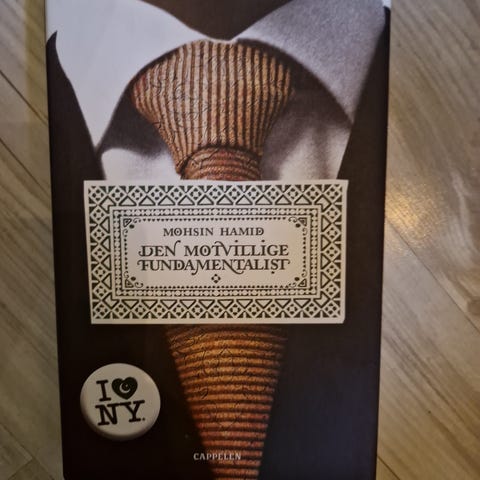 MOHSIN HAMID
DEN MOTVILLIGE
FUNDAMENTALIST
I
NY.
CAPPELEN